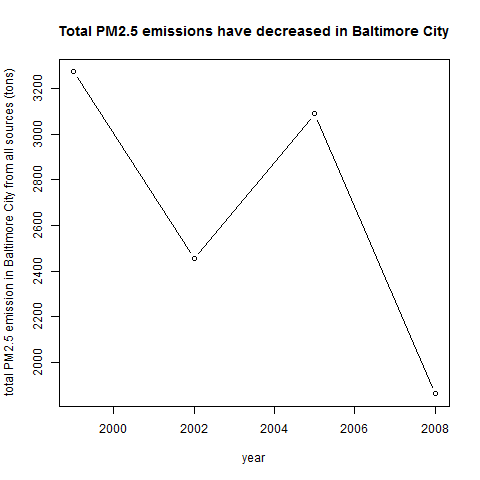 Total PM2.5 emissions have decreased in Baltimore City
total PM2.5 emission in Baltimore City from all sources (tons)
3200
3000
2800
2600
2400
2200
2000
2000 2002 2004 2006 2008
year